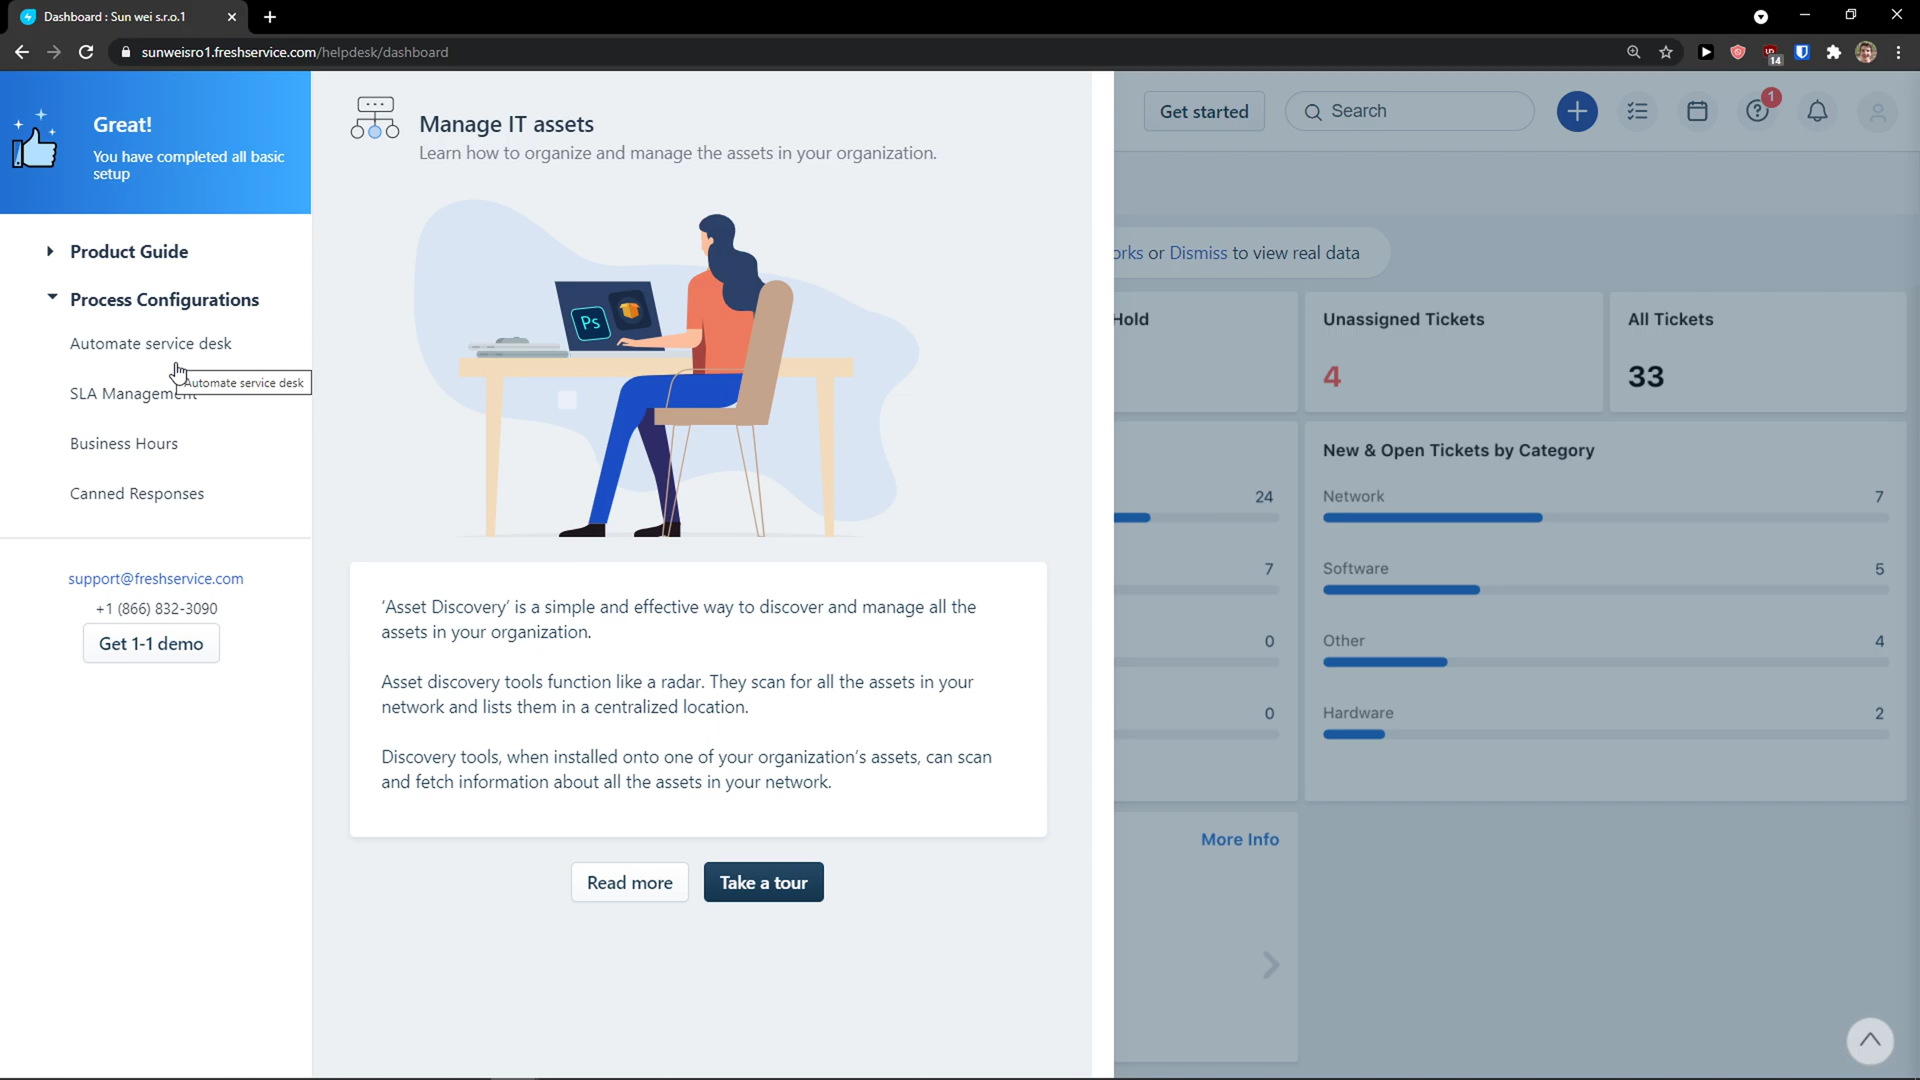 Dashboard : Sun wei s.r.o.1
sunweisro1.freshservice.com/helpdesk/dashboard
14
Great!
You have completed all basic
setup
Product Guide
Process Configurations
Automate service desk
Automate service desk
SLA Management
Business Hours
Canned Responses
support@freshservice.com
+1 (866) 832-3090
Get 1-1 demo
Manage IT assets
Learn how to organize and manage the assets in your organization.
Ps
'Asset Discovery' is a simple and effective way to discover and manage all the
assets in your organization.
Asset discovery tools function like a radar. They scan for all the assets in your
network and lists them in a centralized location.
Discovery tools, when installed onto one of your organization's assets, can scan
and fetch information about all the assets in your network.
Read more
Take a tour
Get started
Search
1
orks or Dismiss to view real data
Hold
Unassigned Tickets
4
All Tickets
33
24
7
0
0
New & Open Tickets by Category
Network 7
Software 5
Other 4
Hardware 2
More Info